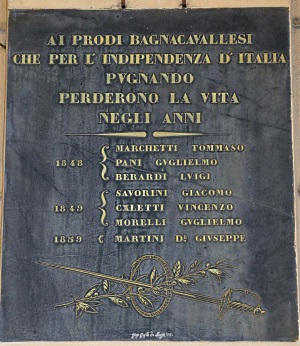 AI PRODI BAGNACAVALLESI
CHE PER L' INDIPENDENZA D' ITALIA
PVGNANDO
PERDERONO LA VITA
NEGLI ANNI
MARCHETTI TOMMASO
1848 { PANI GVGLIELMO
BERARDI LVIGI
SAVORINI GIACOMO
1849 { CALETTI VINCENZO
MORELLI GVGLIELMO
1859 { MARTINI D. GIVSEPPE